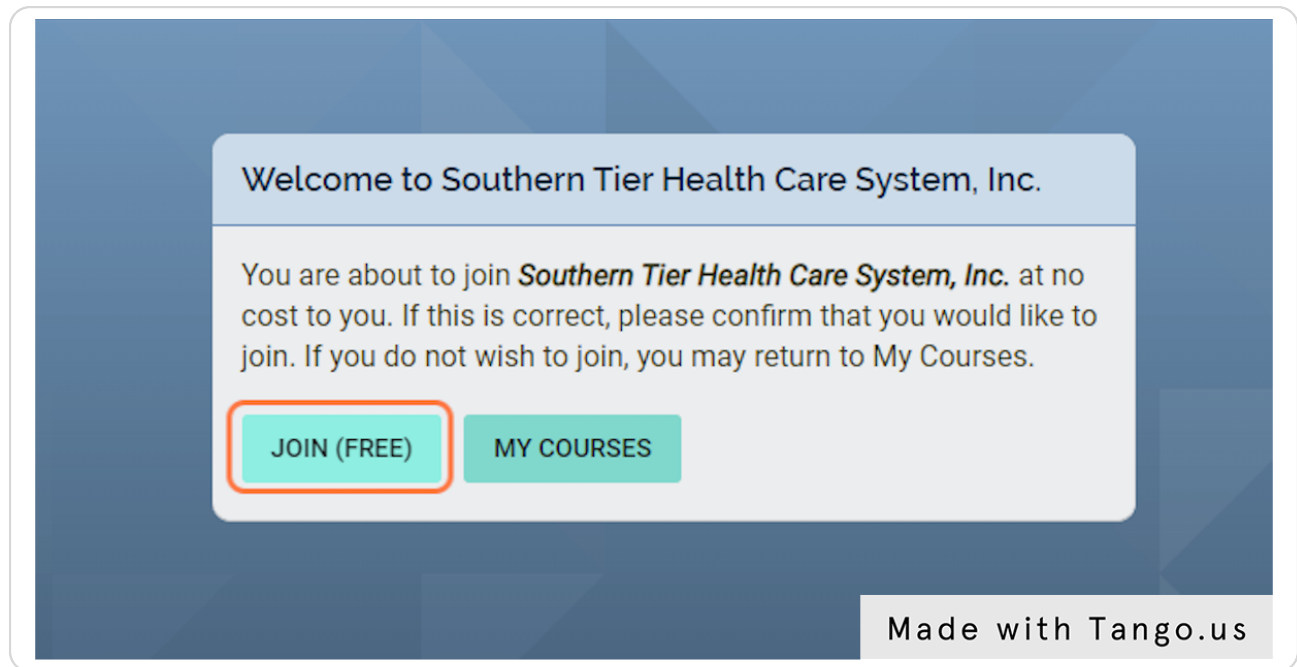 Welcome to Southern Tier Health Care System, Inc.
You are about to join Southern Tier Health Care System, Inc. at no
cost to you. If this is correct, please confirm that you would like to
join. If you do not wish to join, you may return to My Courses.
JOIN (FREE) MY COURSES
Made with Tango.us